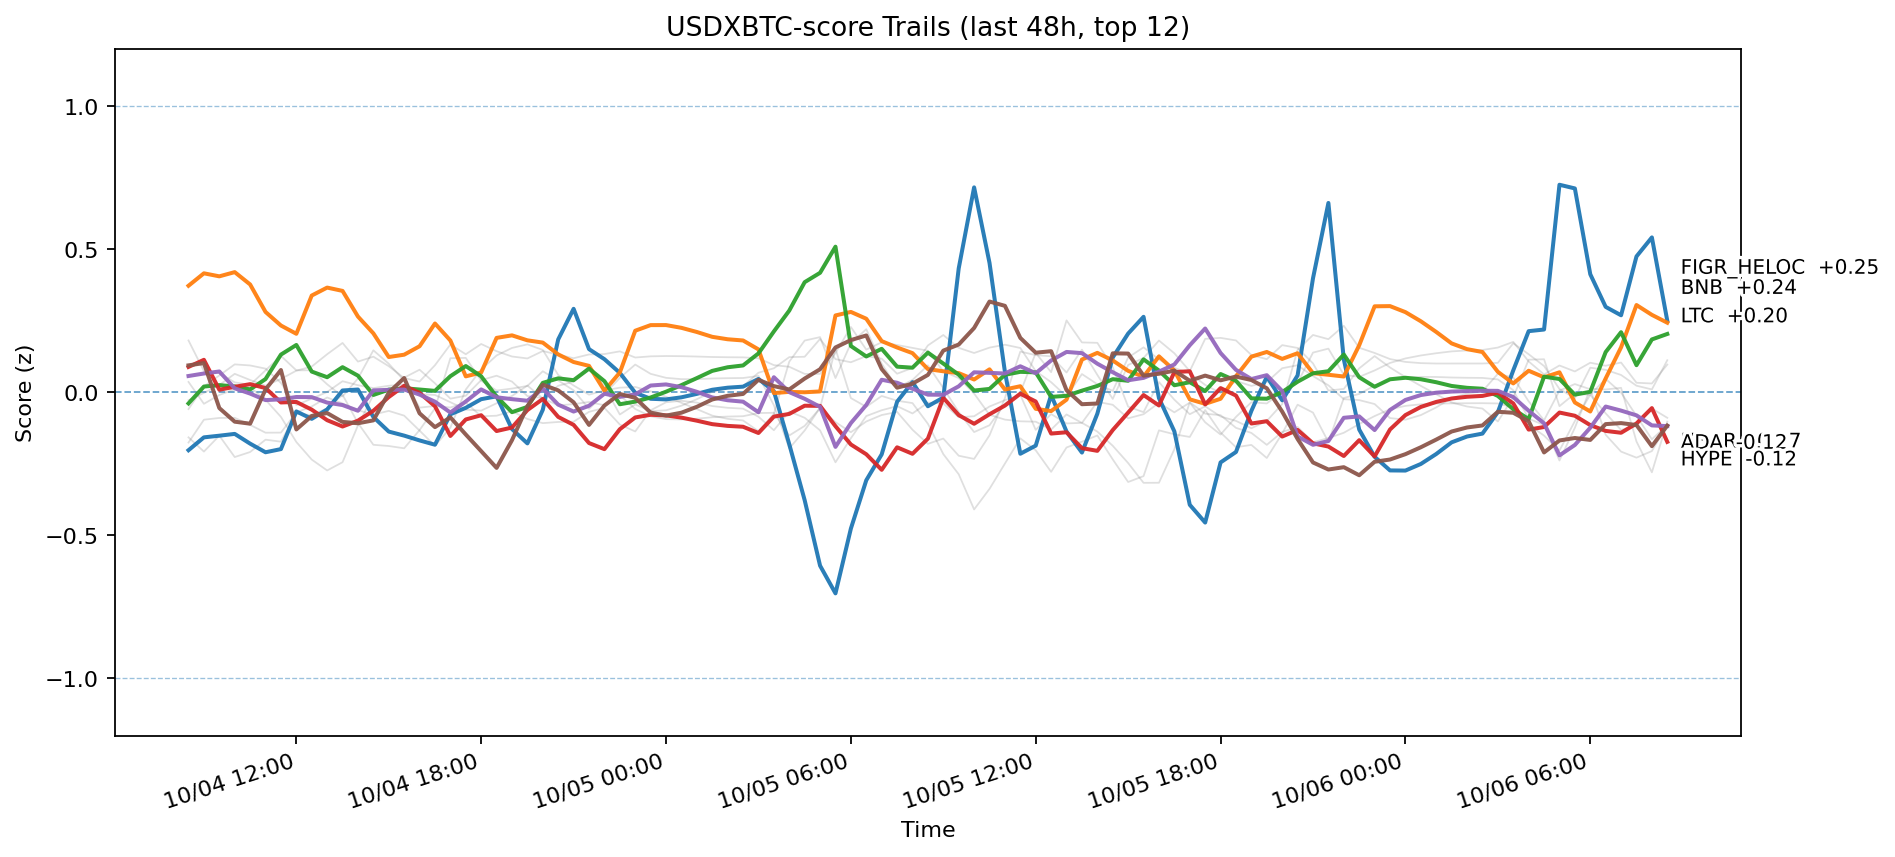 USDXBTC-score Trails (last 48h, top 12)
Score (z)
1.0
0.5
0.0
−0.5
−1.0
FIGR_HELOC +0.25
BNB +0.24
LTC +0.20
HYPE -0.12
10/04 12:00
10/04 18:00
10/05 00:00
10/05 06:00
10/05 12:00
10/05 18:00
10/06 00:00
10/06 06:00
Time